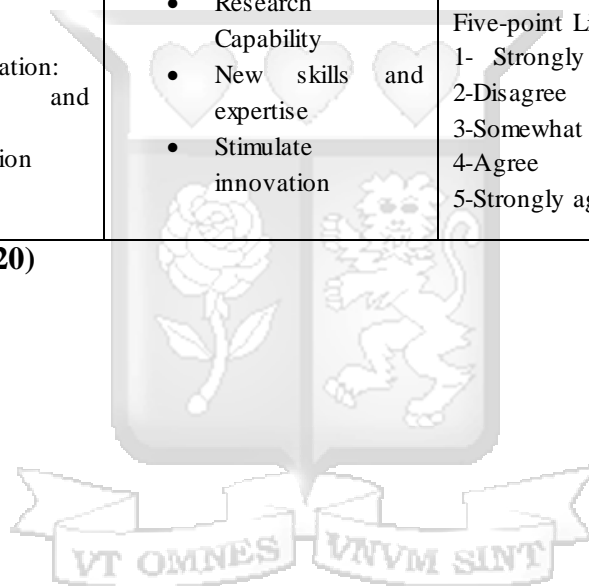 ation:
and
ion
Research
Capability
New skills and
expertise
Stimulate
innovation
Five-point
1- Strongly
2-Disagree
3-Somewhat
4-Agree
5-Strongly
20)
VT OMNES VNVM SINT